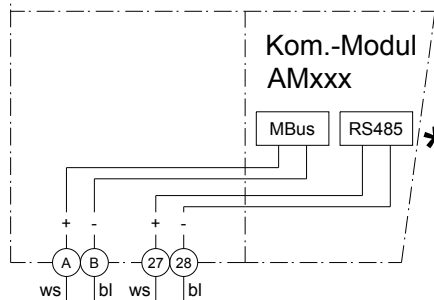 Kom.-Modul
AMxxx
MBus RS485
*
+ - + -
A B 27 28
ws bl ws bl